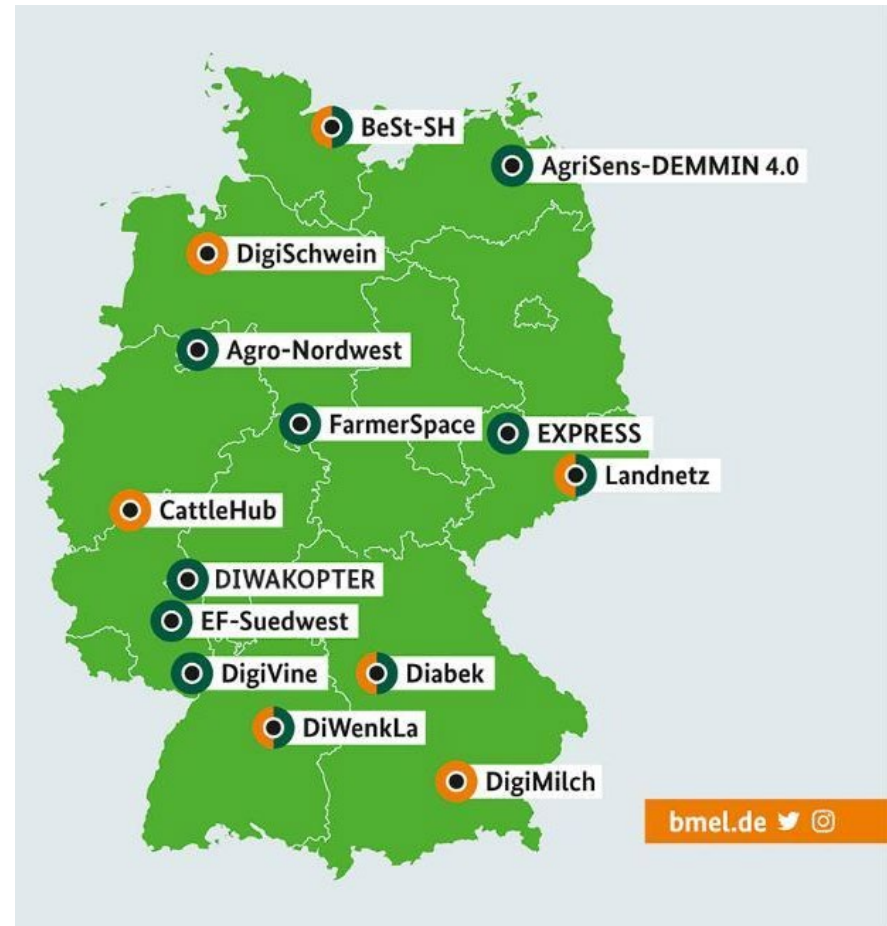 BeSt-SH
AgriSens-DEMMIN 4.0
DigiSchwein
Agro-Nordwest
FarmerSpace
EXPRESS
Landnetz
CattleHub
DIWAKOPTER
EF-Suedwest
DigiVine
Diabek
DiWenkLa
DigiMilch
bmel.de